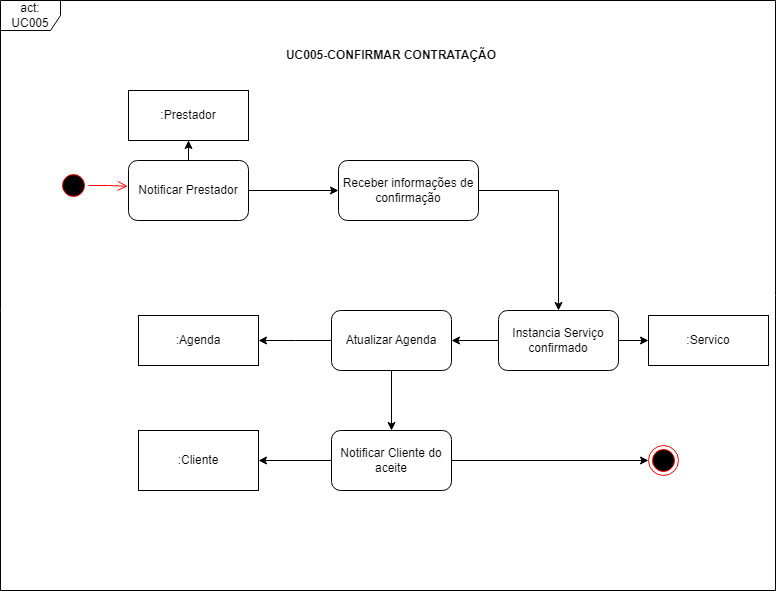 act:
UC005
UC005-CONFIRMAR CONTRATAÇÃO
:Prestador
Notificar Prestador
Receber informações de
confirmação
:Agenda
Atualizar Agenda
Instancia Serviço
confirmado
:Servico
:Cliente
Notificar Cliente do
aceite